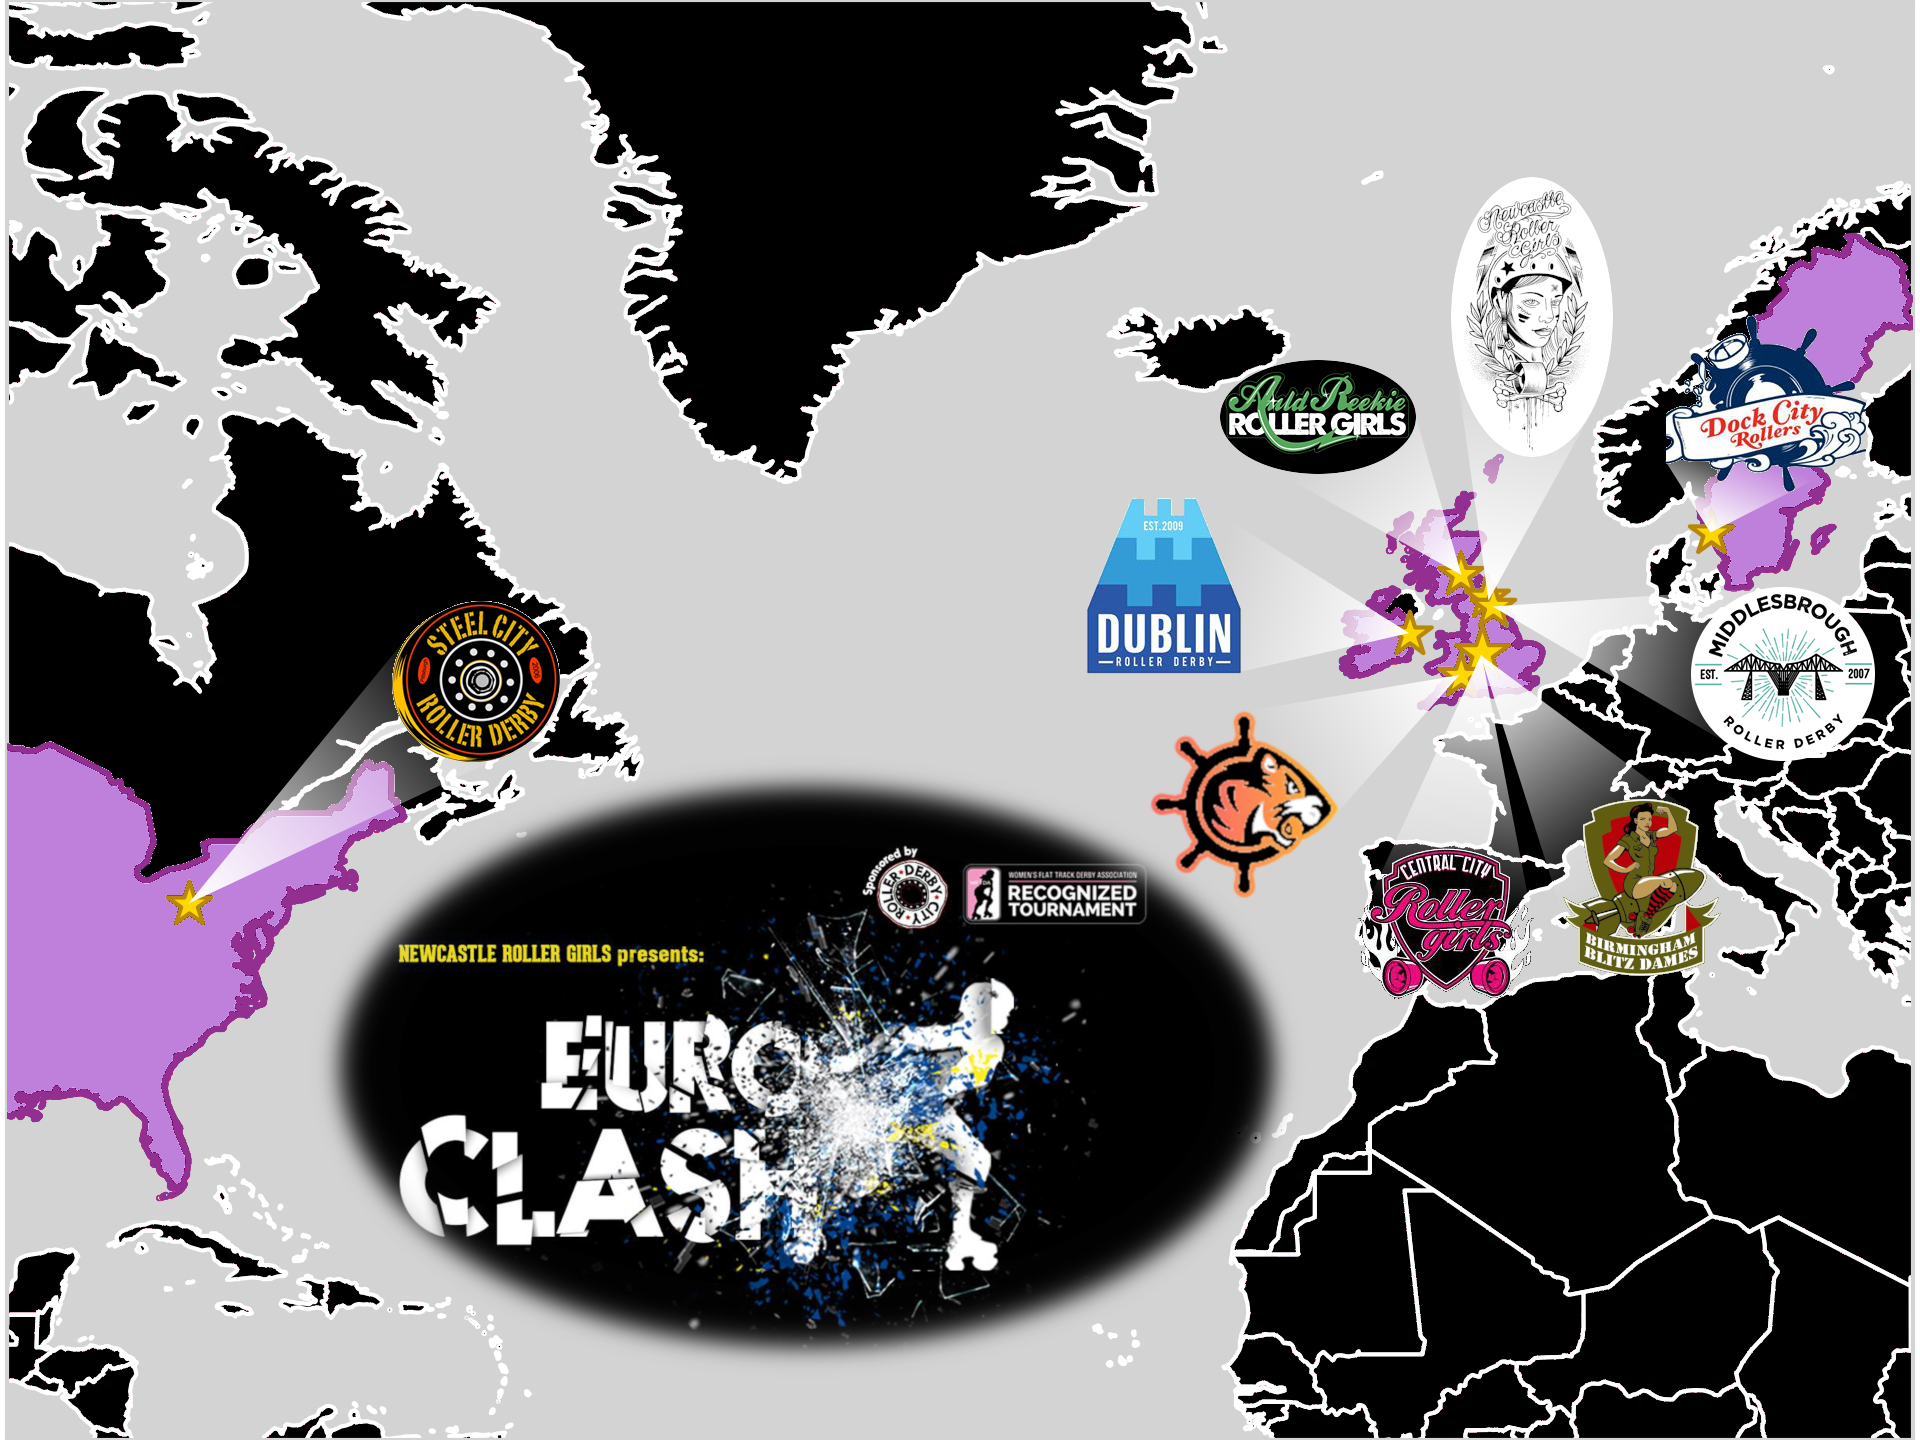 Newcastle
Roller
Girls
Auld Reekie
ROLLER GIRLS
Dock City
Rollers
EST.2009
DUBLIN
ROLLER DERBY
STEEL CITY
2006
ROLLER DERBY
MIDDLESBROUGH
EST.
2007
ROLLER DERBY
CENTRAL CITY
Roller
girls
BIRMINGHAM
BLITZ DAMES
Sponsored by
ROLLER DERBY CITY
WOMEN'S FLAT TRACK DERBY ASSOCIATION
RECOGNIZED
TOURNAMENT
NEWCASTLE ROLLER GIRLS presents:
EURO
CLASH